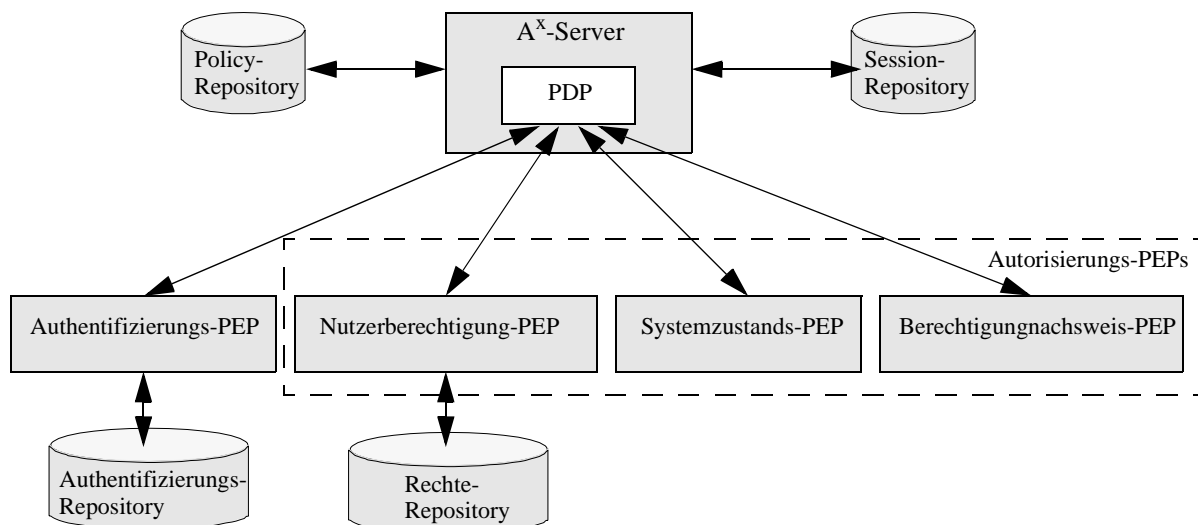 A^x-Server
Policy-
Repository
PDP
Session-
Repository
Autorisierungs-PEPs
Authentifizierungs-PEP
Nutzerberechtigung-PEP
Systemzustands-PEP
Berechtigungnachsweis-PEP
Authentifizierungs-
Repository
Rechte-
Repository